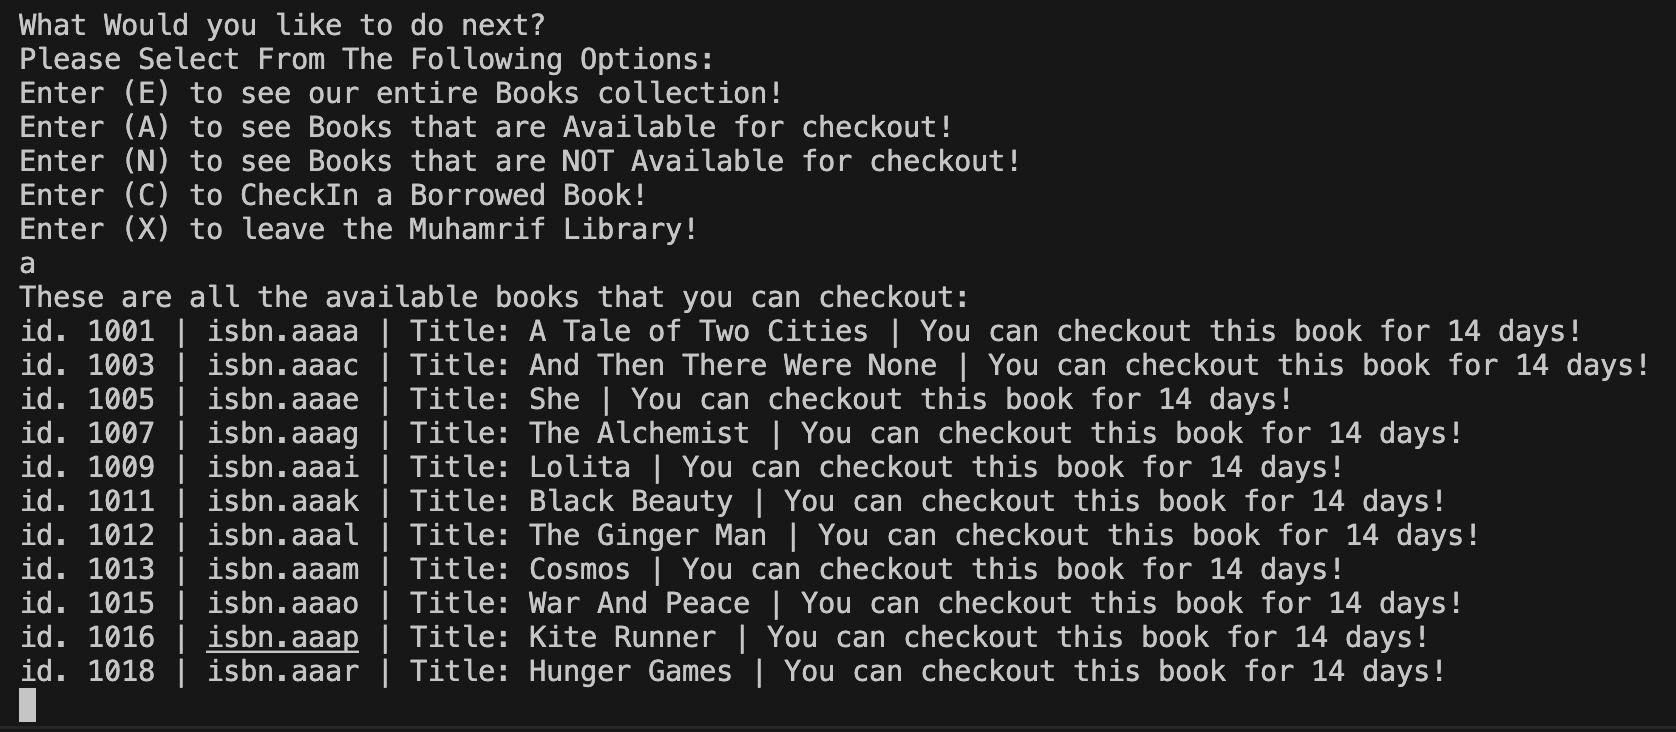 What Would you like to do next?
Please Select From The Following Options:
Enter (E) to see our entire Books collection!
Enter (A) to see Books that are Available for checkout!
Enter (N) to see Books that are NOT Available for checkout!
Enter (C) to CheckIn a Borrowed Book!
Enter (X) to leave the Muhamrif Library!
a
These are all the available books that you can checkout:
id. 1001 | isbn.aaaa | Title: A Tale of Two Cities | You can checkout this book for 14 days!
id. 1003 | isbn.aaac | Title: And Then There Were None | You can checkout this book for 14 days!
id. 1005 | isbn.aaae | Title: She | You can checkout this book for 14 days!
id. 1007 | isbn.aaag | Title: The Alchemist | You can checkout this book for 14 days!
id. 1009 | isbn.aaai | Title: Lolita | You can checkout this book for 14 days!
id. 1011 | isbn.aaak | Title: Black Beauty | You can checkout this book for 14 days!
id. 1012 | isbn.aaal | Title: The Ginger Man | You can checkout this book for 14 days!
id. 1013 | isbn.aaam | Title: Cosmos | You can checkout this book for 14 days!
id. 1015 | isbn.aaao | Title: War And Peace | You can checkout this book for 14 days!
id. 1016 | isbn.aaap | Title: Kite Runner | You can checkout this book for 14 days!
id. 1018 | isbn.aaar | Title: Hunger Games | You can checkout this book for 14 days!